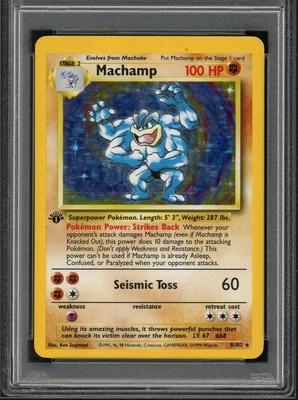 Evolves from Machoke Put Machamp on the Stage 1 card
STAGE 2
Machamp 100 HP
1
EDITION
Superpower Pokémon. Length: 5' 3", Weight: 287 lbs.
Pokémon Power: Strikes Back Whenever your
opponent's attack damages Machamp (even if Machamp is
Knocked Out), this power does 10 damage to the attacking
Pokémon. (Don't apply Weakness and Resistance.) This
power can't be used if Machamp is already Asleep,
Confused, or Paralyzed when your opponent attacks.
Seismic Toss 60
weakness resistance retreat cost
Using its amazing muscles, it throws powerful punches that
can knock its victim clear over the horizon. LV. 67 #68
Illus. Ken Sugimori ©1995, 96, 98 Nintendo, Creatures, GAMEFREAK. ©1999 Wizards. 8/102 ★